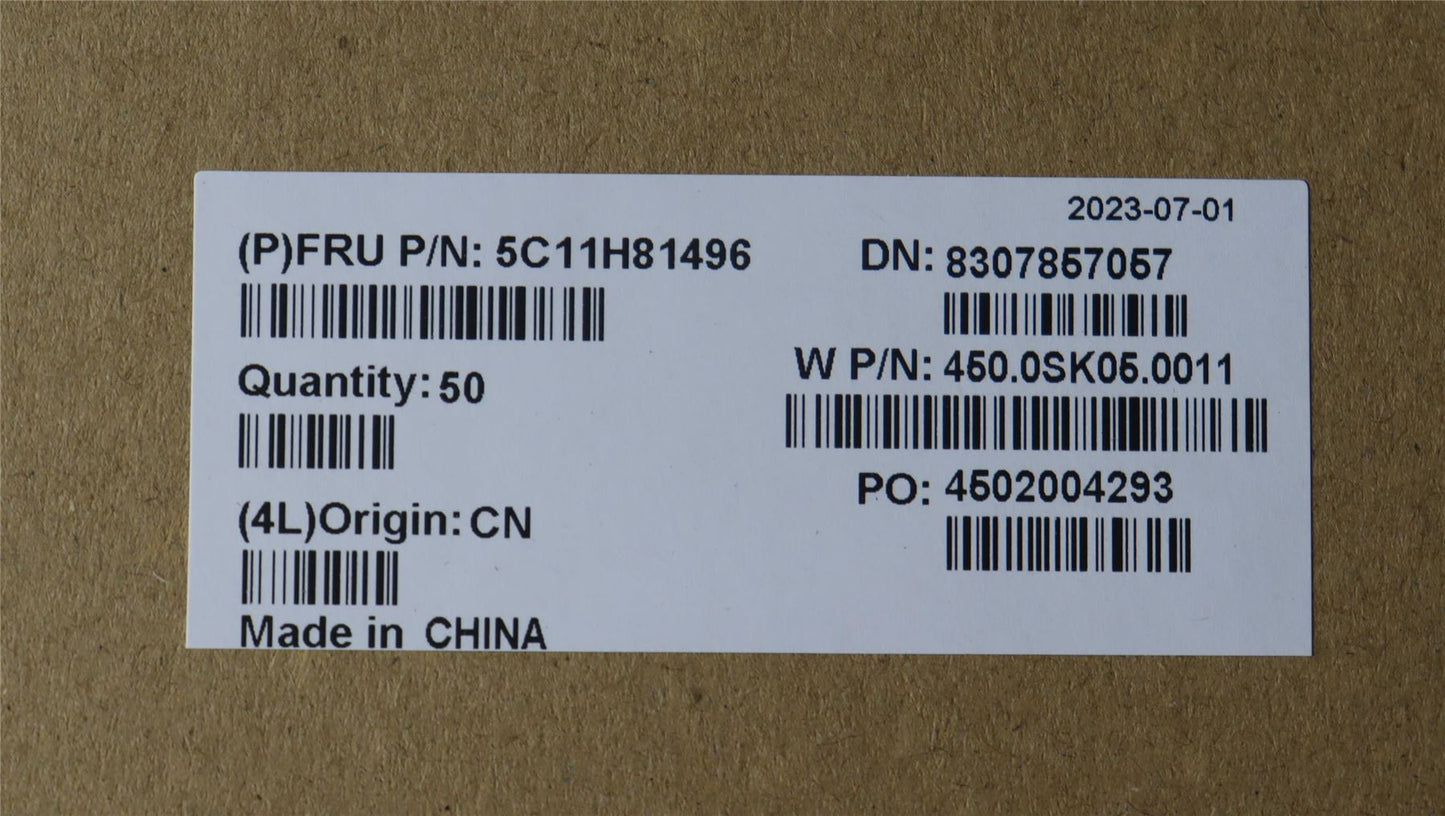 2023-07-01
(P)FRU P/N: 5C11H81496
DN: 8307857057
Quantity: 50
W P/N: 450.0SK05.0011
(4L)Origin: CN
PO: 4502004293
Made in CHINA